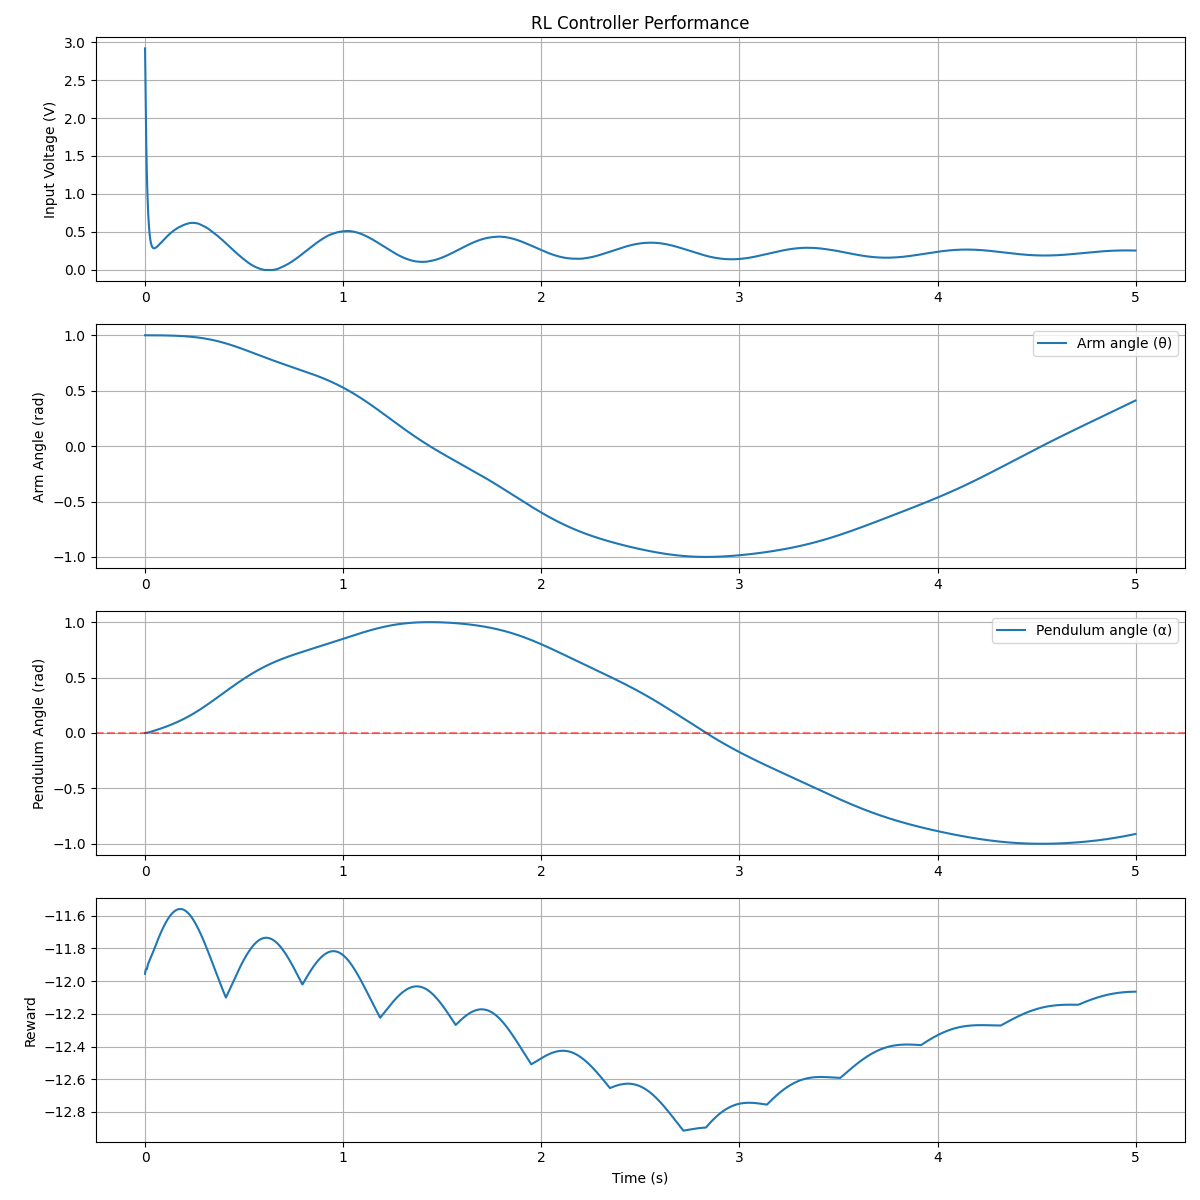 RL Controller Performance
3.0
2.5
2.0
1.5
1.0
0.5
0.0
Input Voltage (V)
0 1 2 3 4 5
1.0
0.5
0.0
−0.5
−1.0
Arm Angle (rad)
Arm angle (θ)
0 1 2 3 4 5
1.0
0.5
0.0
−0.5
−1.0
Pendulum Angle (rad)
Pendulum angle (α)
0 1 2 3 4 5
−11.6
−11.8
−12.0
−12.2
−12.4
−12.6
−12.8
Reward
0 1 2 3 4 5
Time (s)